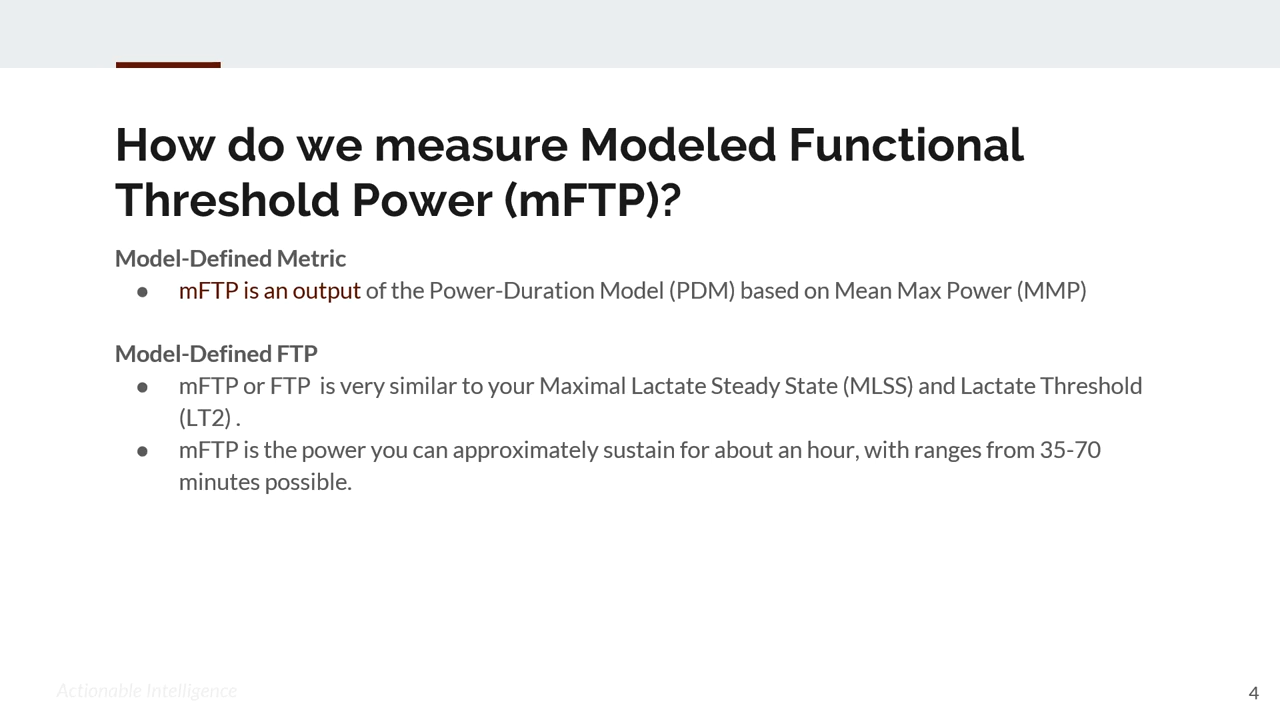 How do we measure Modeled Functional
Threshold Power (mFTP)?
Model-Defined Metric
● mFTP is an output of the Power-Duration Model (PDM) based on Mean Max Power (MMP)
Model-Defined FTP
● mFTP or FTP  is very similar to your Maximal Lactate Steady State (MLSS) and Lactate Threshold
(LT2) .
● mFTP is the power you can approximately sustain for about an hour, with ranges from 35-70
minutes possible.
Actionable Intelligence
4